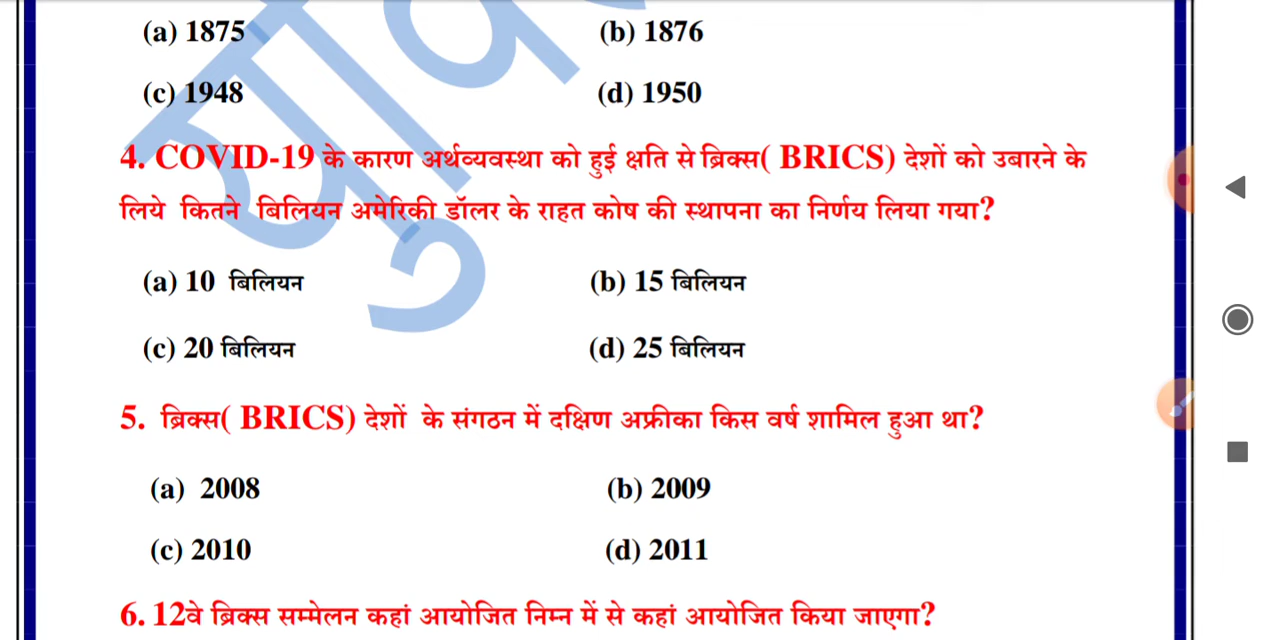 (a) 1875 (b) 1876
(c) 1948 (d) 1950
4. COVID-19 के कारण अर्थव्यवस्था को हुई क्षति से ब्रिक्स( BRICS) देशों को उबारने के
लिये कितने बिलियन अमेरिकी डॉलर के राहत कोष की स्थापना का निर्णय लिया गया?
(a) 10 बिलियन (b) 15 बिलियन
(c) 20 बिलियन (d) 25 बिलियन
5. ब्रिक्स( BRICS) देशों के संगठन में दक्षिण अफ्रीका किस वर्ष शामिल हुआ था?
(a) 2008 (b) 2009
(c) 2010 (d) 2011
6. 12वे ब्रिक्स सम्मेलन कहां आयोजित निम्न में से कहां आयोजित किया जाएगा?